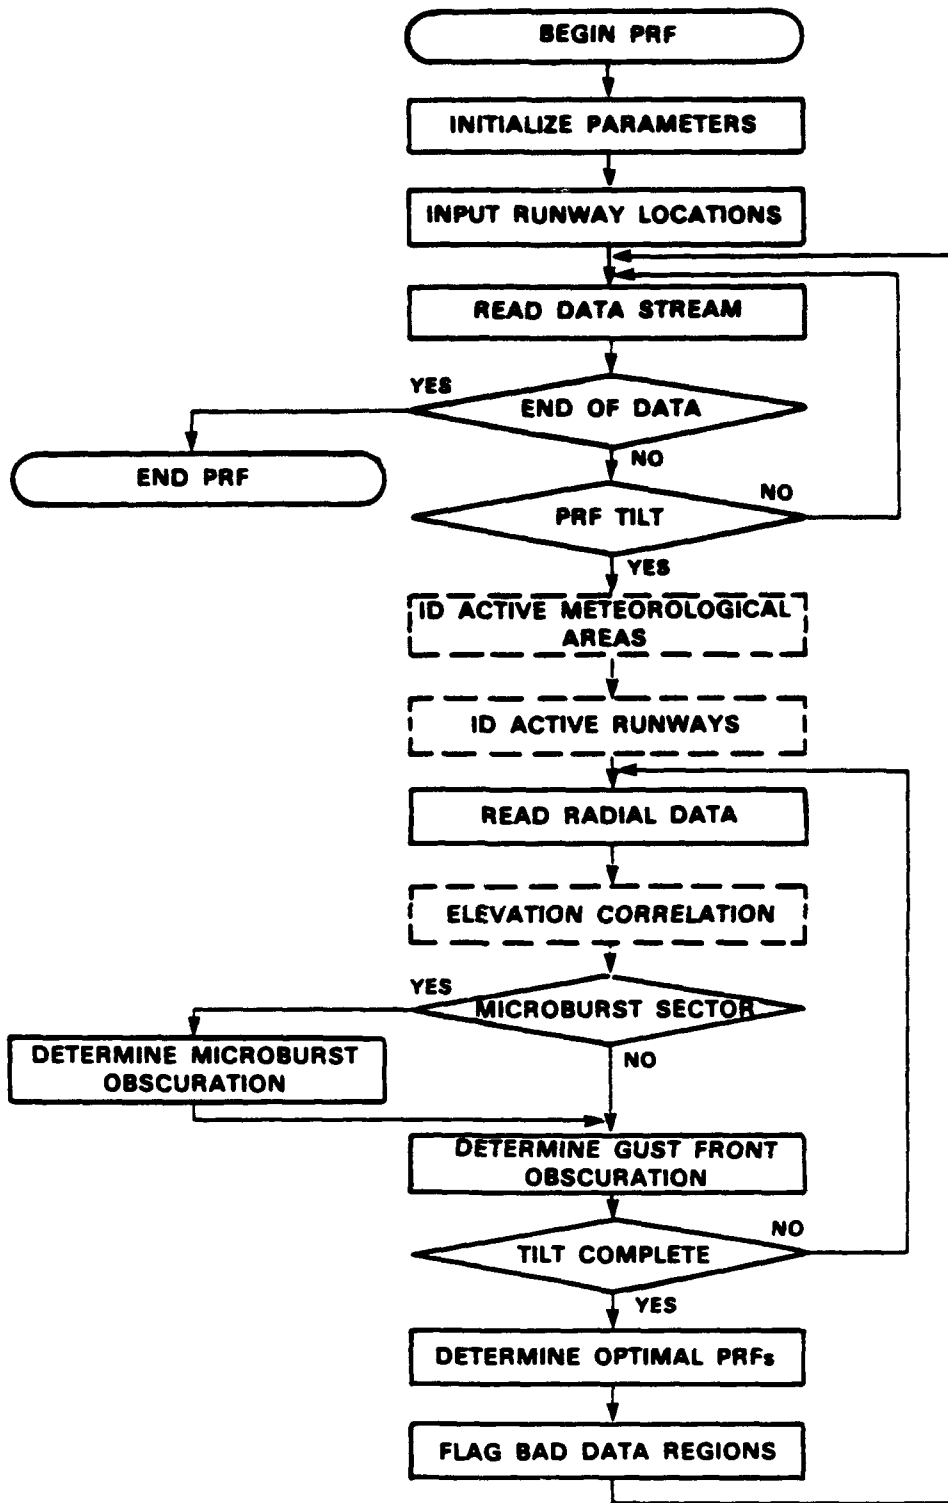 BEGIN PRF
INITIALIZE PARAMETERS
INPUT RUNWAY LOCATIONS
READ DATA STREAM
YES
END OF DATA
NO
END PRF
NO
PRF TILT
YES
ID ACTIVE METEOROLOGICAL
AREAS
ID ACTIVE RUNWAYS
READ RADIAL DATA
ELEVATION CORRELATION
YES
MICROBURST SECTOR
NO
DETERMINE MICROBURST
OBSCURATION
DETERMINE GUST FRONT
OBSCURATION
NO
TILT COMPLETE
YES
DETERMINE OPTIMAL PRFs
FLAG BAD DATA REGIONS